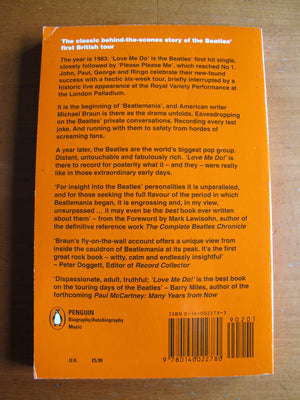 The classic behind-the-scenes story of the Beatles'
first British tour
The year is 1963. 'Love Me Do' is the Beatles' first hit single,
closely followed by 'Please Please Me', which reached No 1.
John, Paul, George and Ringo celebrate their new-found
success with a hectic six-week tour, briefly interrupted by a
historic live appearance at the Royal Variety Performance at
the London Palladium.
It is the beginning of 'Beatlemania', and American writer
Michael Braun is there as the drama unfolds. Eavesdropping
on the Beatles' private conversations. Recording every last
joke. And running with them to safety from hordes of
screaming fans.
A year later, the Beatles are the world's biggest pop group.
Distant, untouchable and fabulously rich. 'Love Me Do!' is
there to record for posterity what it – and they – were really
like in those extraordinary early days.
'For insight into the Beatles' personalities it is unparalleled,
and for those seeking the full flavour of the period in which
Beatlemania began, it is engrossing and, in my view,
unsurpassed ... it may even be the best book ever written
about them' – from the Foreword by Mark Lewisohn, author of
the definitive reference work The Complete Beatles Chronicle
'Braun's fly-on-the-wall account offers a unique view from
inside the cauldron of Beatlemania at its peak. It's the first
great rock book – witty, calm and endlessly insightful'
– Peter Doggett, Editor of Record Collector
'Dispassionate, adult, truthful; 'Love Me Do!' is the best book
on the touring days of the Beatles' – Barry Miles, author of the
forthcoming Paul McCartney: Many Years from Now
PENGUIN
Biography/Autobiography
Music
U.K. £5.99
ISBN 0-14-002278-3
90201
9 780140 022780